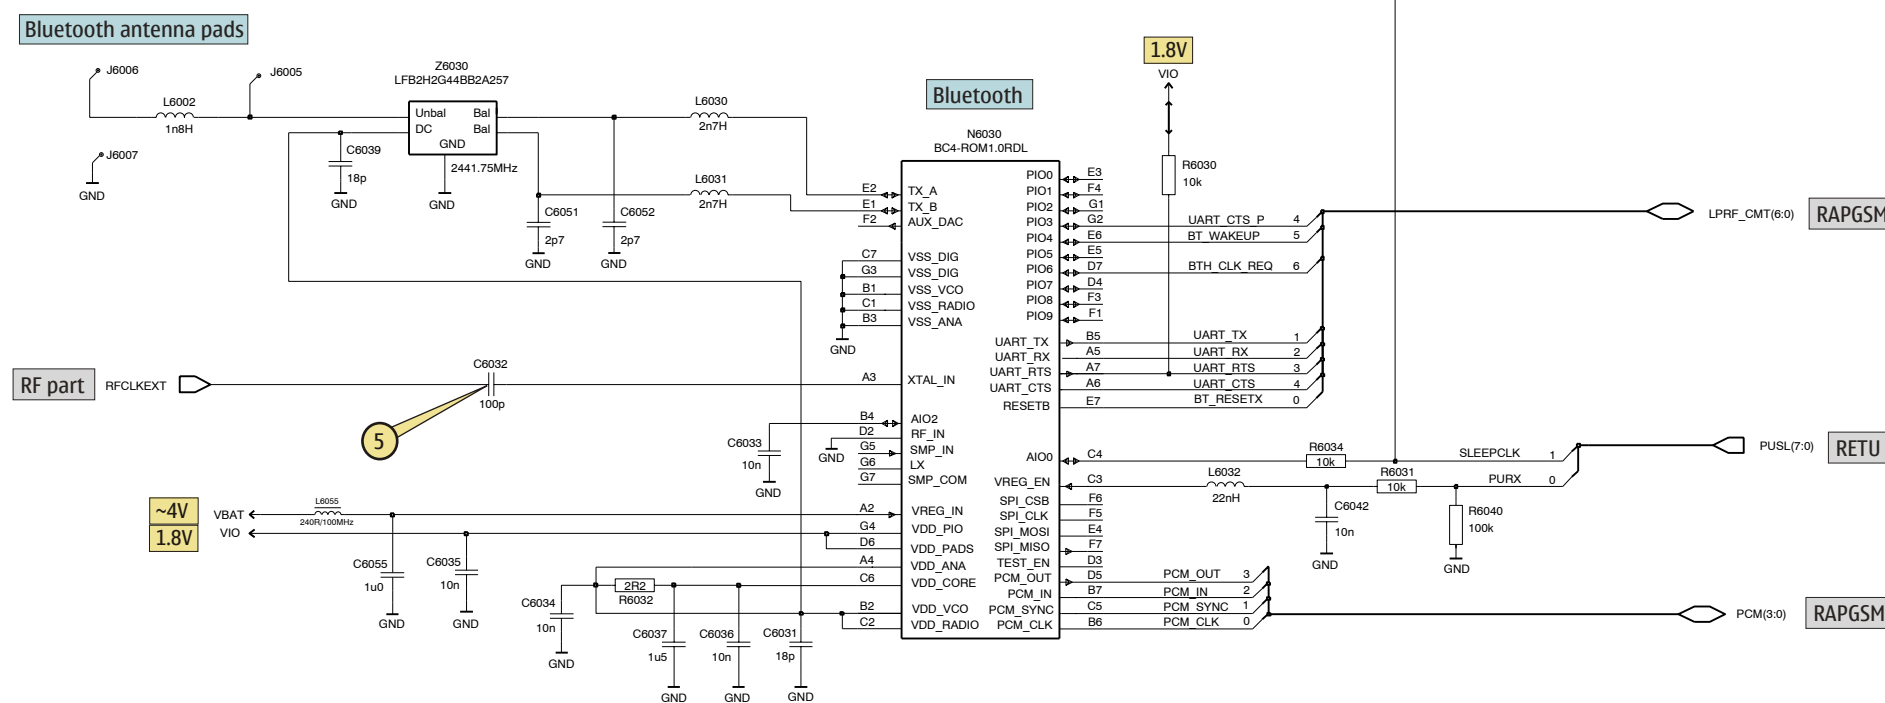 Bluetooth antenna pads
J6006
J6005
L6002
1n8H
J6007
GND
Z6030
LFB2H2G44BB2A257
Unbal Bal
DC Bal
GND
2441.75MHz
C6039
18p
GND
GND
L6030
2n7H
L6031
2n7H
C6051
2p7
GND
C6052
2p7
GND
Bluetooth
N6030
BC4-ROM1.0RDL
E2 TX_A
E1 TX_B
F2 AUX_DAC
C7 VSS_DIG
G3 VSS_DIG
B1 VSS_VCO
C1 VSS_RADIO
B3 VSS_ANA
GND
A3 XTAL_IN
B4 AIO2
D2 RF_IN
G5 SMP_IN
G6 LX
G7 SMP_COM
A2 VREG_IN
G4 VDD_PIO
D6 VDD_PADS
A4 VDD_ANA
C6 VDD_CORE
B2 VDD_VCO
C2 VDD_RADIO
PIO0 E3
PIO1 F4
PIO2 G1
PIO3 G2 UART_CTS_P 4
PIO4 E6 BT_WAKEUP 5
PIO5 E5
PIO6 D7 BTH_CLK_REQ 6
PIO7 D4
PIO8 F3
PIO9 F1
UART_TX B5 UART_TX 1
UART_RX A5 UART_RX 2
UART_RTS A7 UART_RTS 3
UART_CTS A6 UART_CTS 4
RESETB E7 BT_RESETX 0
AIO0 C4
VREG_EN C3
SPI_CSB F6
SPI_CLK F5
SPI_MOSI E4
SPI_MISO F7
TEST_EN D3
PCM_OUT D5 PCM_OUT 3
PCM_IN B7 PCM_IN 2
PCM_SYNC C5 PCM_SYNC 1
PCM_CLK B6 PCM_CLK 0
1.8V
VIO
R6030
10k
LPRF_CMT(6:0) RAPGSM
RF part RFCLKEXT
C6032
100p
5
C6033
10n
GND
GND
~4V VBAT
1.8V VIO
L6055
240R/100MHz
C6055
1u0
GND
C6035
10n
GND
C6034
10n
GND
2R2
R6032
C6037
1u5
GND
C6036
10n
GND
C6031
18p
GND
R6034
10k
SLEEPCLK 1
L6032
22nH
R6031
10k
PURX 0
C6042
10n
GND
R6040
100k
GND
PUSL(7:0) RETU
PCM(3:0) RAPGSM